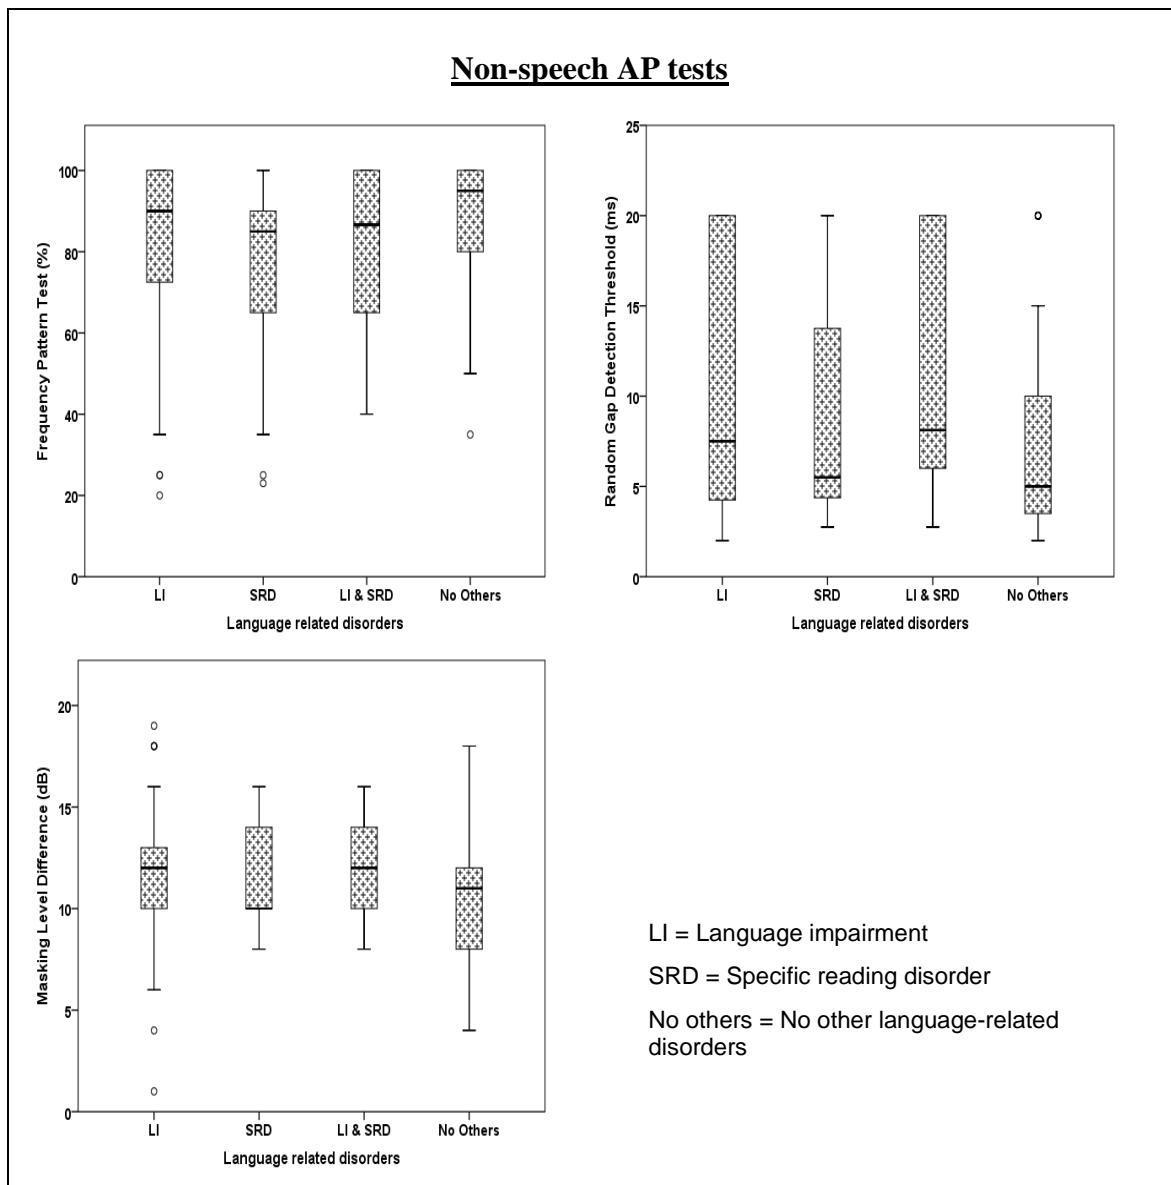 Non-speech AP tests
Frequency Pattern Test (%)
100
80
60
40
20
0
LI
SRD
LI & SRD
No Others
Language related disorders
Random Gap Detection Threshold (ms)
25
20
15
10
5
0
LI
SRD
LI & SRD
No Others
Language related disorders
Masking Level Difference (dB)
20
15
10
5
0
LI
SRD
LI & SRD
No Others
Language related disorders
LI = Language impairment
SRD = Specific reading disorder
No others = No other language-related
disorders